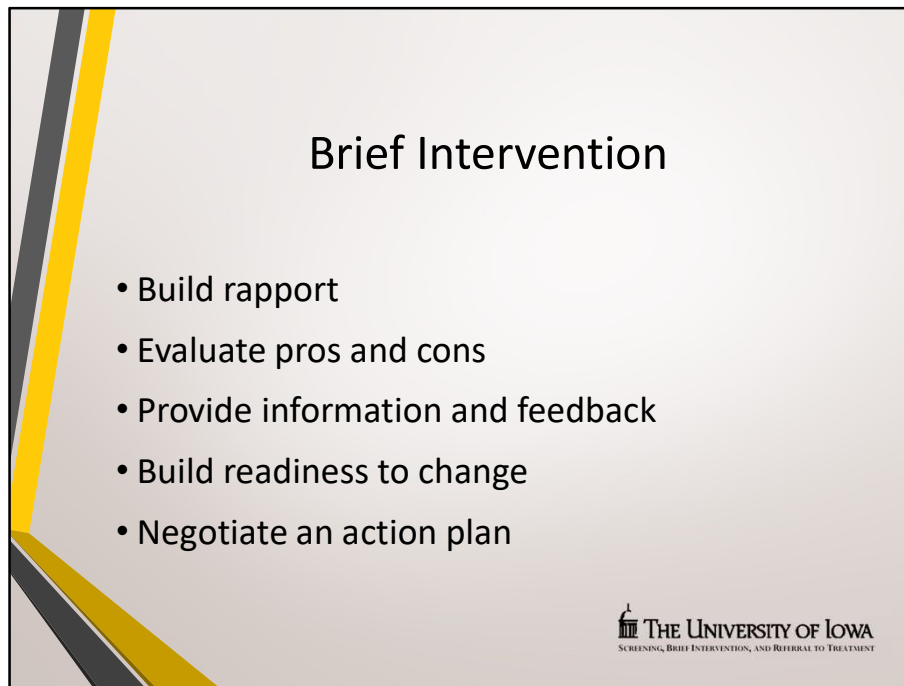 Brief Intervention
• Build rapport
• Evaluate pros and cons
• Provide information and feedback
• Build readiness to change
• Negotiate an action plan
THE UNIVERSITY OF IOWA
SCREENING, BRIEF INTERVENTION, AND REFERRAL TO TREATMENT